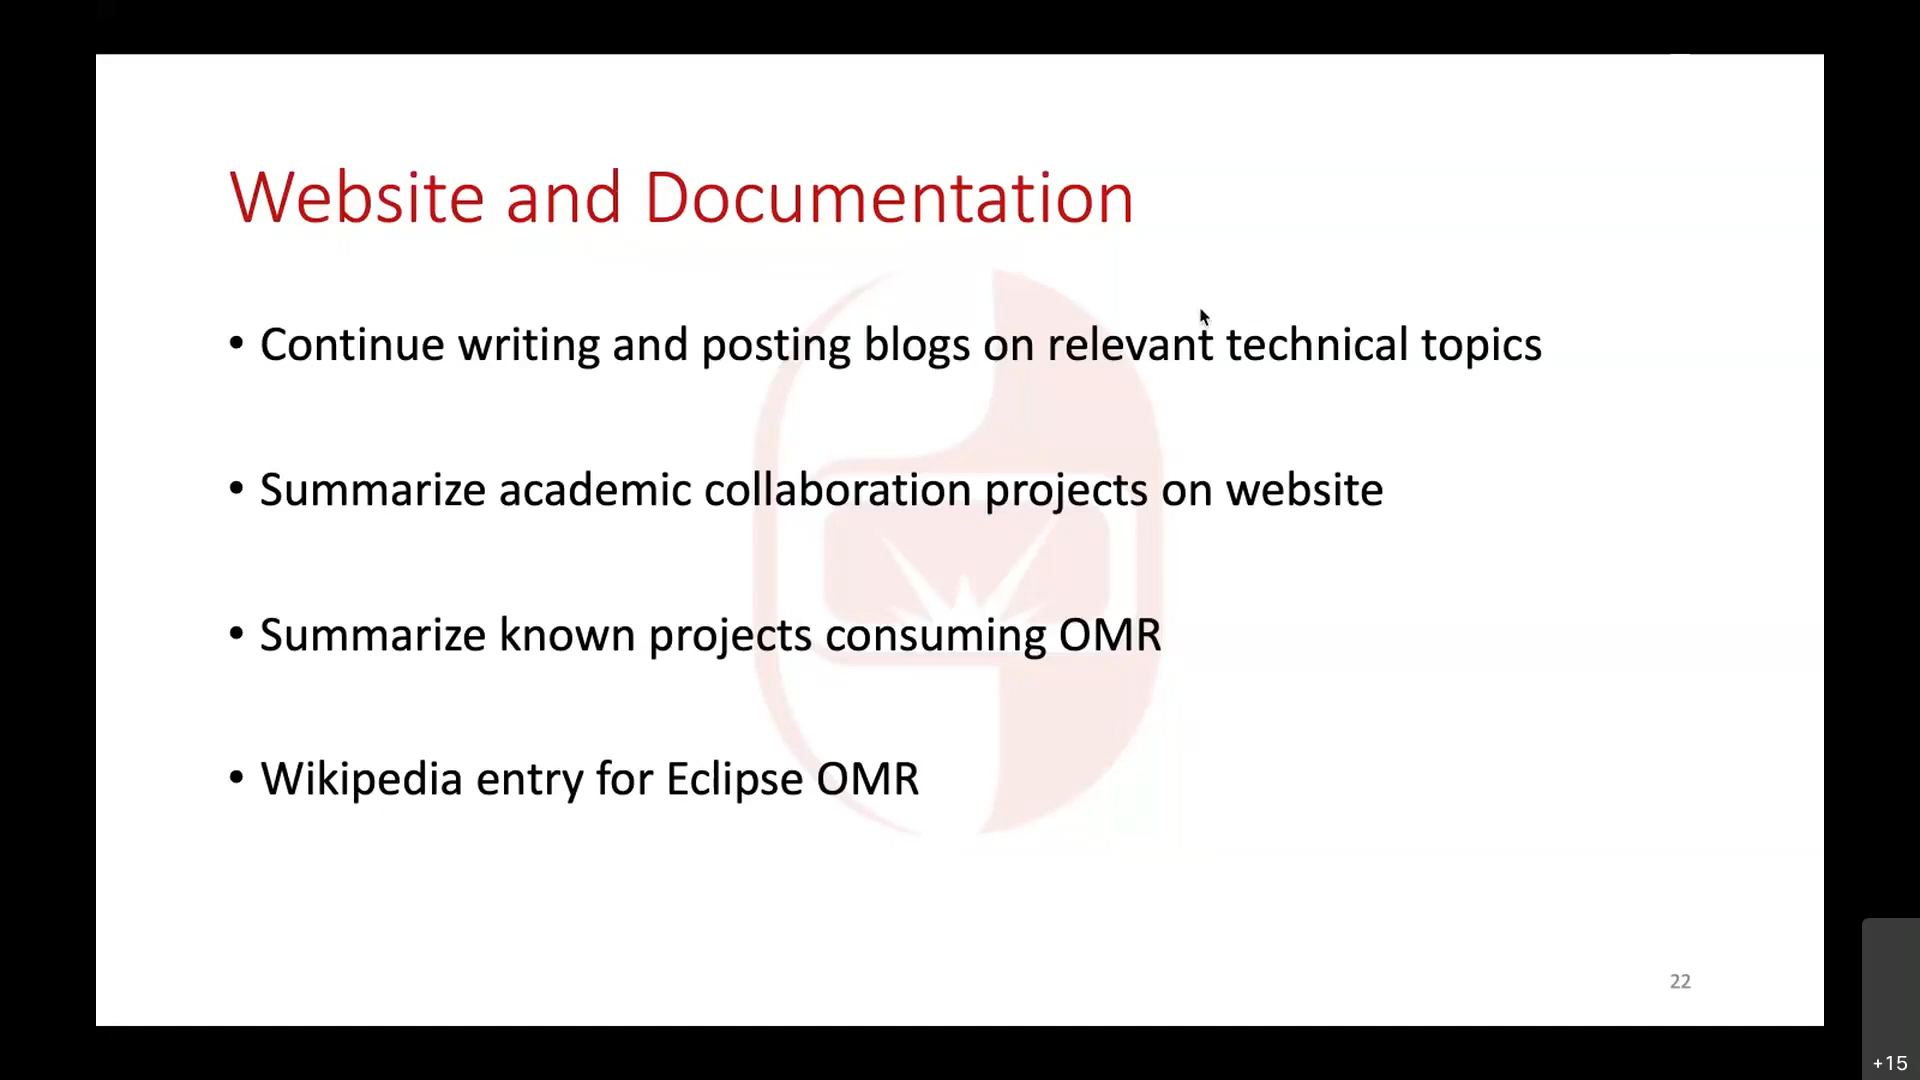 Website and Documentation
• Continue writing and posting blogs on relevant technical topics
• Summarize academic collaboration projects on website
• Summarize known projects consuming OMR
• Wikipedia entry for Eclipse OMR
22
+15